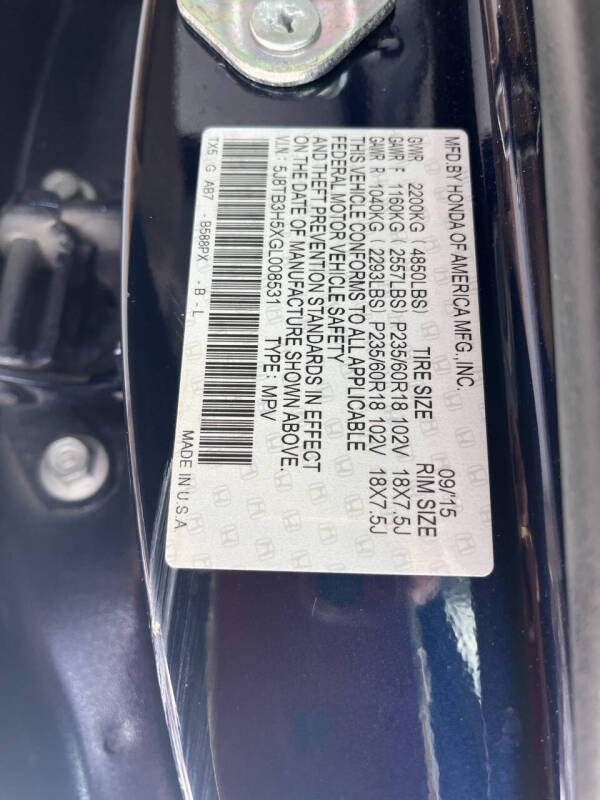 MFD.BY HONDA OF AMERICA MFG., INC. 09/'15
GVWR 2200KG (4850LBS) TIRE SIZE RIM SIZE
GAWR F 1160KG (2557LBS) P235/60R18 102V 18X7.5J
GAWR R 1040KG (2293LBS) P235/60R18 102V 18X7.5J
THIS VEHICLE CONFORMS TO ALL APPLICABLE
FEDERAL MOTOR VEHICLE SAFETY
AND THEFT PREVENTION STANDARDS IN EFFECT
ON THE DATE OF MANUFACTURE SHOWN ABOVE.
V.I.N: 5J8TB3H5XGL008531 TYPE: MPV
TX5 G AB7 - B588PX - B - L MADE IN U.S.A.